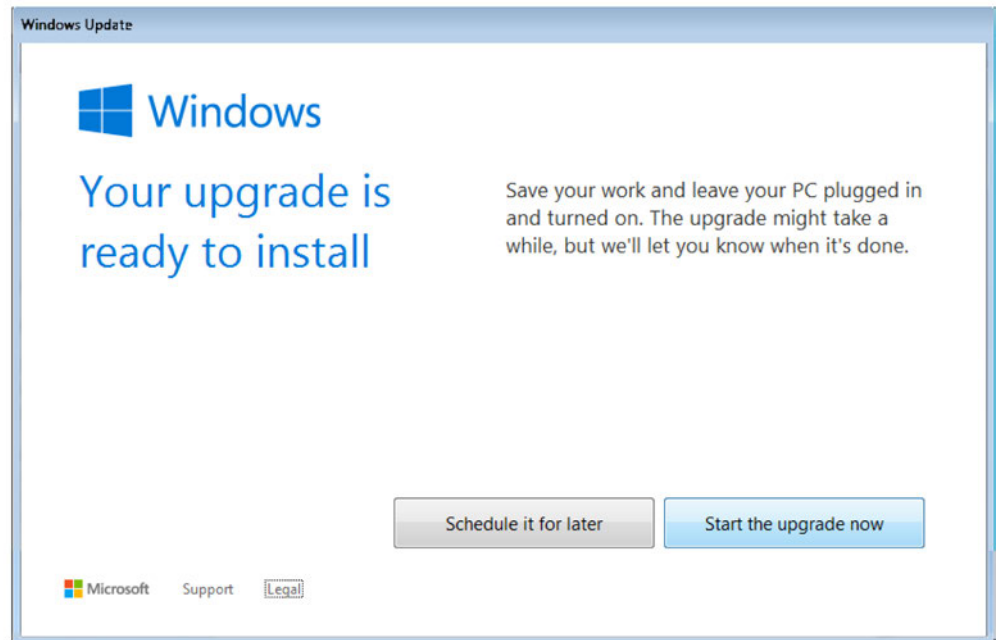 Windows Update
Windows
Your upgrade is
ready to install
Save your work and leave your PC plugged in
and turned on. The upgrade might take a
while, but we'll let you know when it's done.
Schedule it for later
Start the upgrade now
Microsoft
Support
Legal